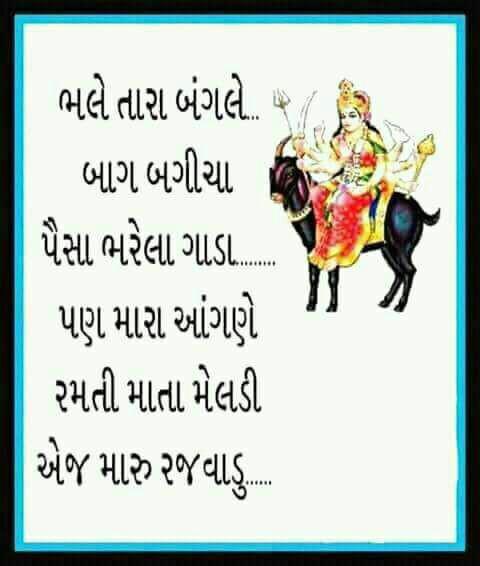 ભલે તારા બંગલે...
બાગ બગીચા
પૈસા ભરેલા ગાડા.........
પણ મારા આંગણે
રમતી માતા મેલડી
એજ મારુ રજવાડુ......